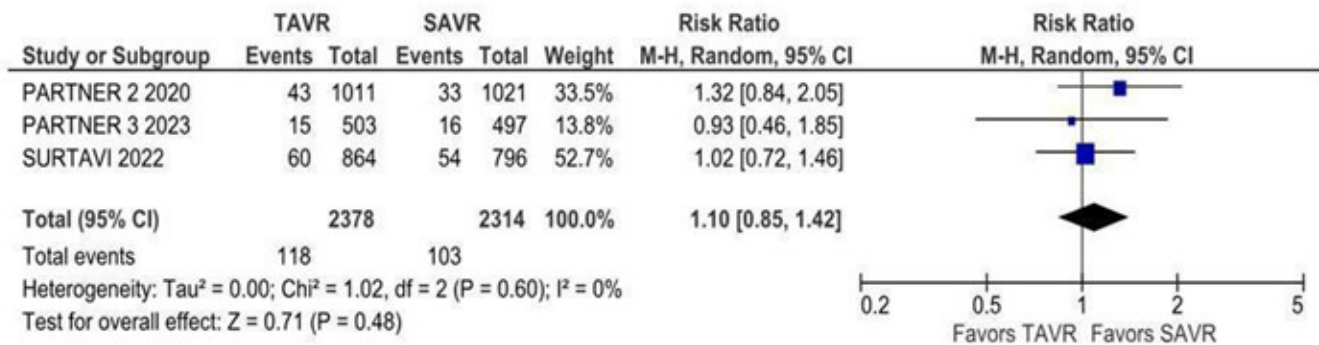 TAVR SAVR Risk Ratio Risk Ratio
Study or Subgroup Events Total Events Total Weight M-H, Random, 95% CI M-H, Random, 95% CI
PARTNER 2 2020 43 1011 33 1021 33.5% 1.32 [0.84, 2.05]
PARTNER 3 2023 15 503 16 497 13.8% 0.93 [0.46, 1.85]
SURTAVI 2022 60 864 54 796 52.7% 1.02 [0.72, 1.46]
Total (95% CI) 2378 2314 100.0% 1.10 [0.85, 1.42]
Total events 118 103
Heterogeneity: Tau² = 0.00; Chi² = 1.02, df = 2 (P = 0.60); I² = 0%
Test for overall effect: Z = 0.71 (P = 0.48)
0.2 0.5 1 2 5
Favors TAVR Favors SAVR